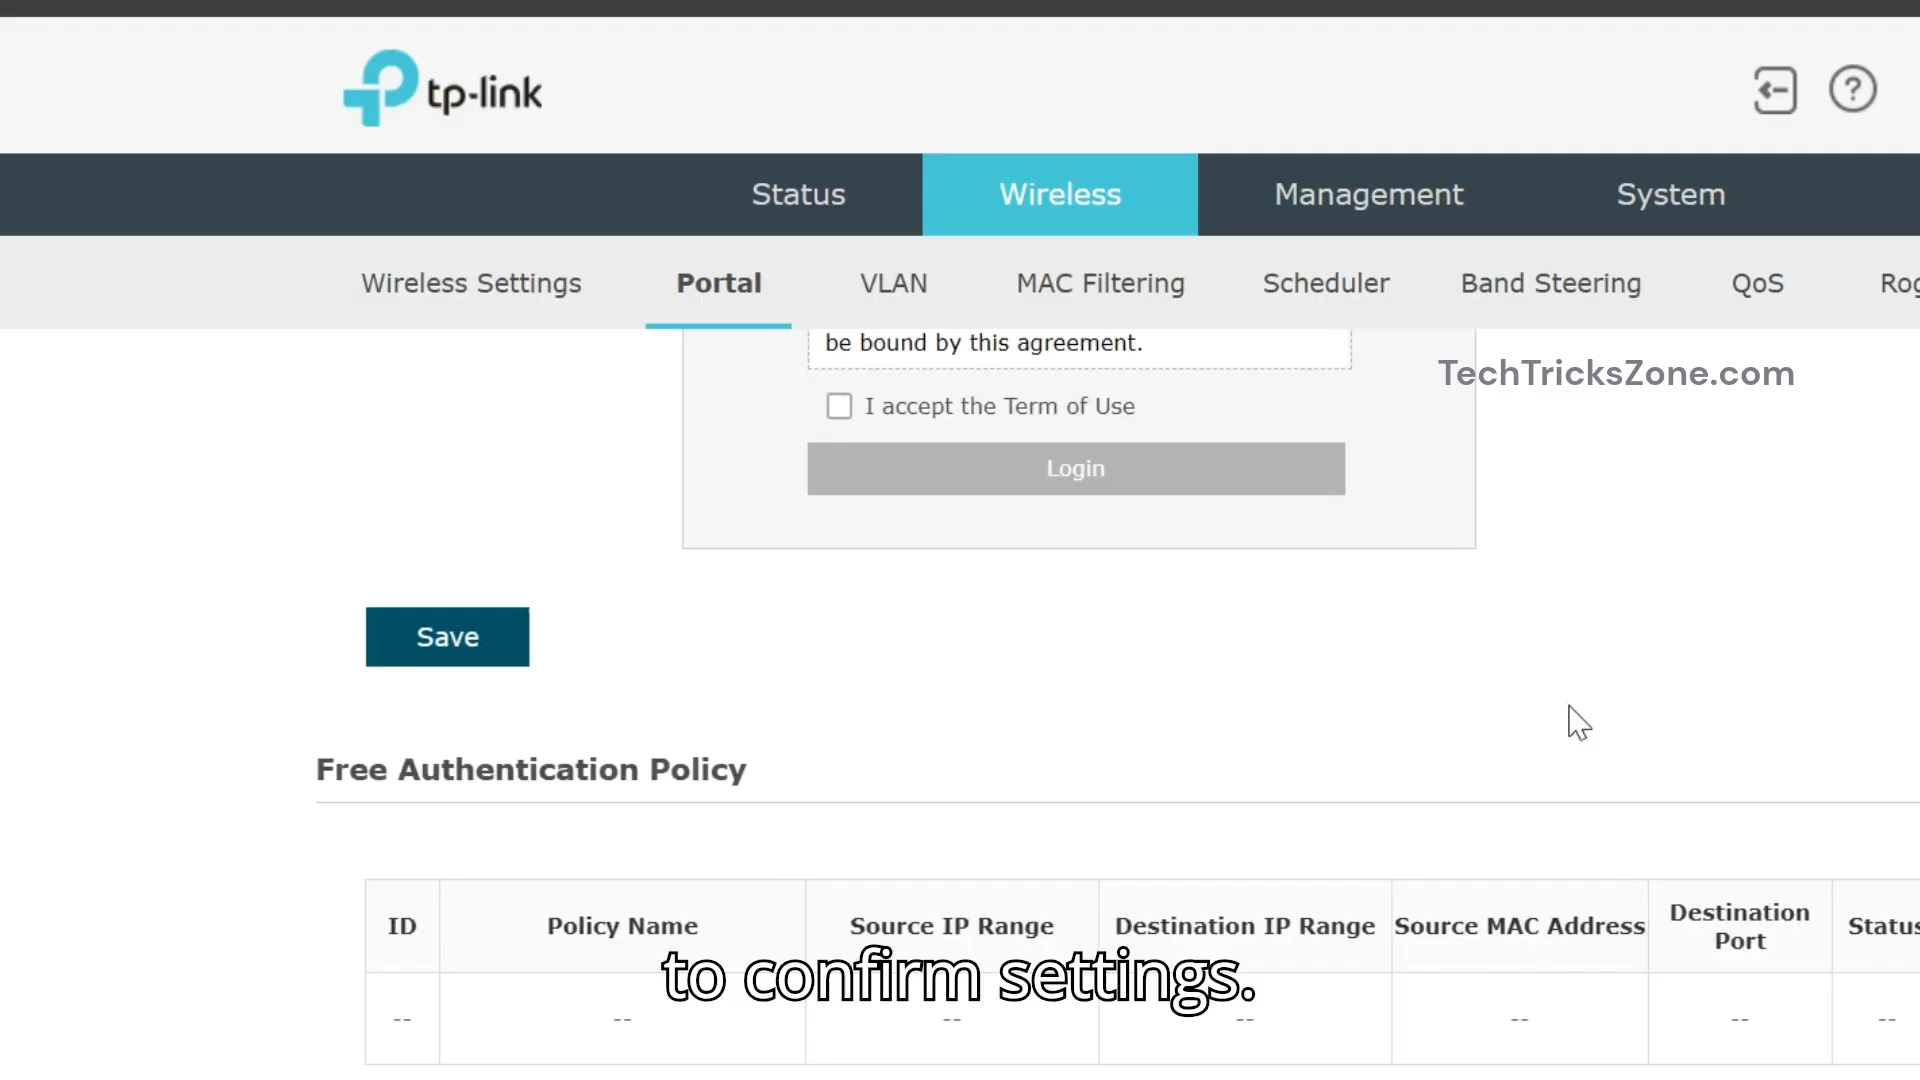 tp-link
?
Status Wireless Management System
Wireless Settings Portal VLAN MAC Filtering Scheduler Band Steering QoS Rog
be bound by this agreement.
TechTricksZone.com
I accept the Term of Use
Login
Save
Free Authentication Policy
ID Policy Name Source IP Range Destination IP Range Source MAC Address Destination Port Status
to confirm settings.
-- -- -- -- -- -- --